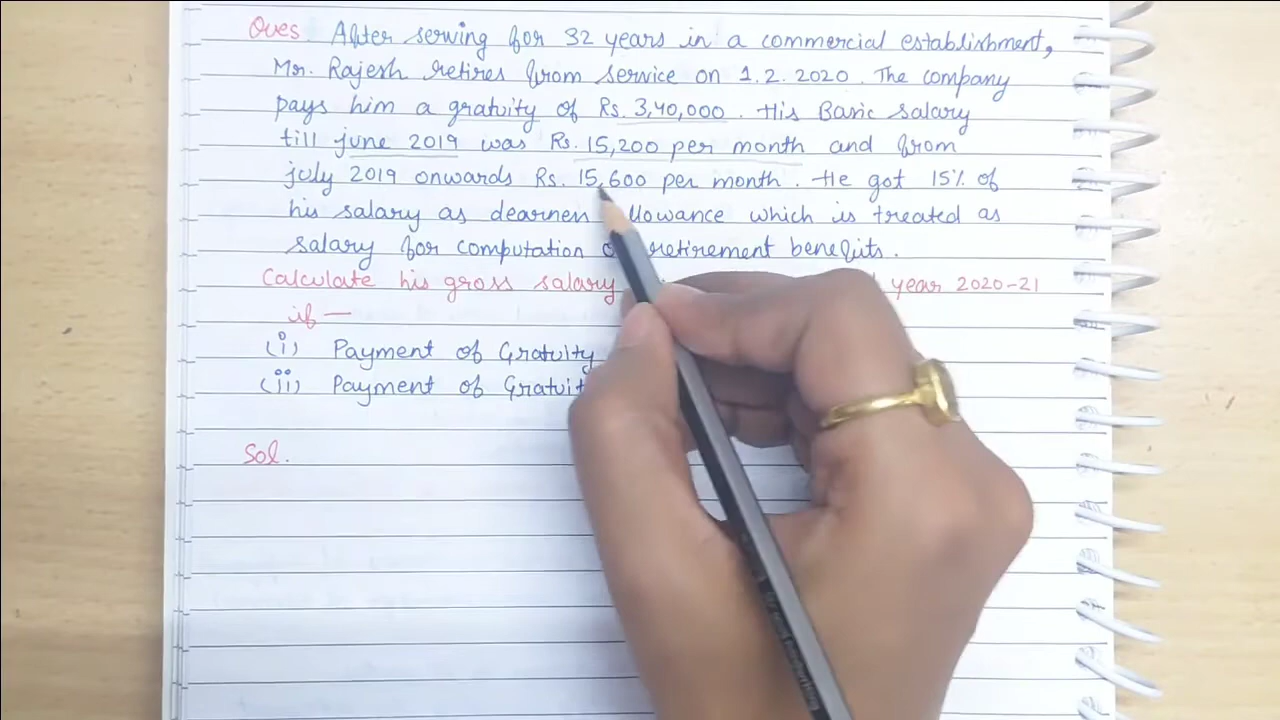 Ques. After serving for 32 years in a commercial establishment,
Mr. Rajesh retires from service on 1.2.2020. The company
pays him a gratuity of Rs. 3,40,000. His Basic salary
till june 2019 was Rs. 15,200 per month and from
july 2019 onwards Rs. 15,600 per month. He got 15% of
his salary as dearness llowance which is treated as
salary for computation o retirement benefits.
Calculate his gross salary year 2020-21
if —
(i) Payment of Gratuity
(ii) Payment of Gratuit
Sol.